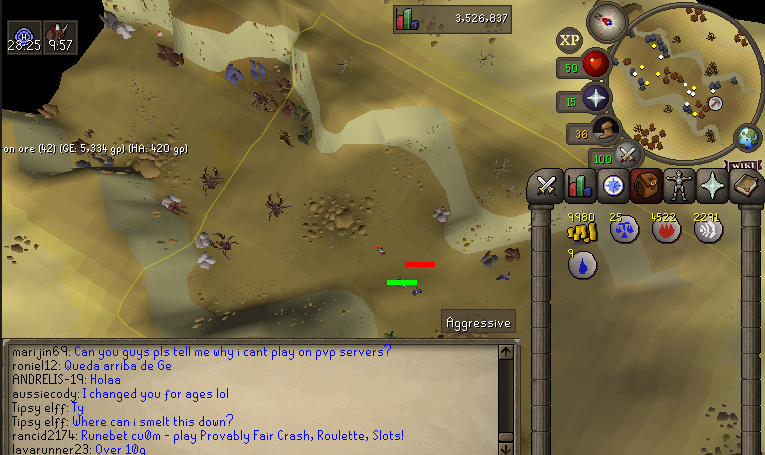 3,526,837
28:25
9:57
XP
50
15
36
100
WIKI
on ore (42) (GE: 5,334 gp) (HA: 420 gp)
9980
25
4522
2291
9
Aggressive
marijin69: Can you guys pls tell me why i cant play on pvp servers?
roniel12: Queda arriba de Ge
ANDRELIS-19: Holaa
aussiecody: I changed you for ages lol
Tipsy elff: Ty
Tipsy elff: Where can i smelt this down?
rancid2174: Runebet cu0m - play Provably Fair Crash, Roulette, Slots!
lavarunner23: Over 10g